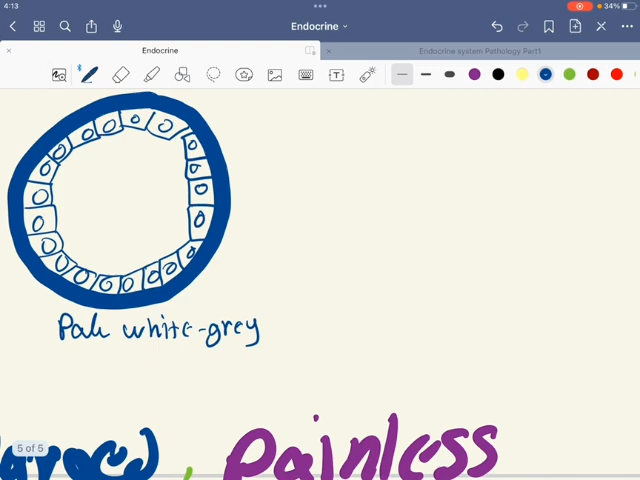 4:13
34%
Endocrine
Endocrine
Endocrine system Pathology Part1
T
Pale white-grey
5 of 5
, Painless